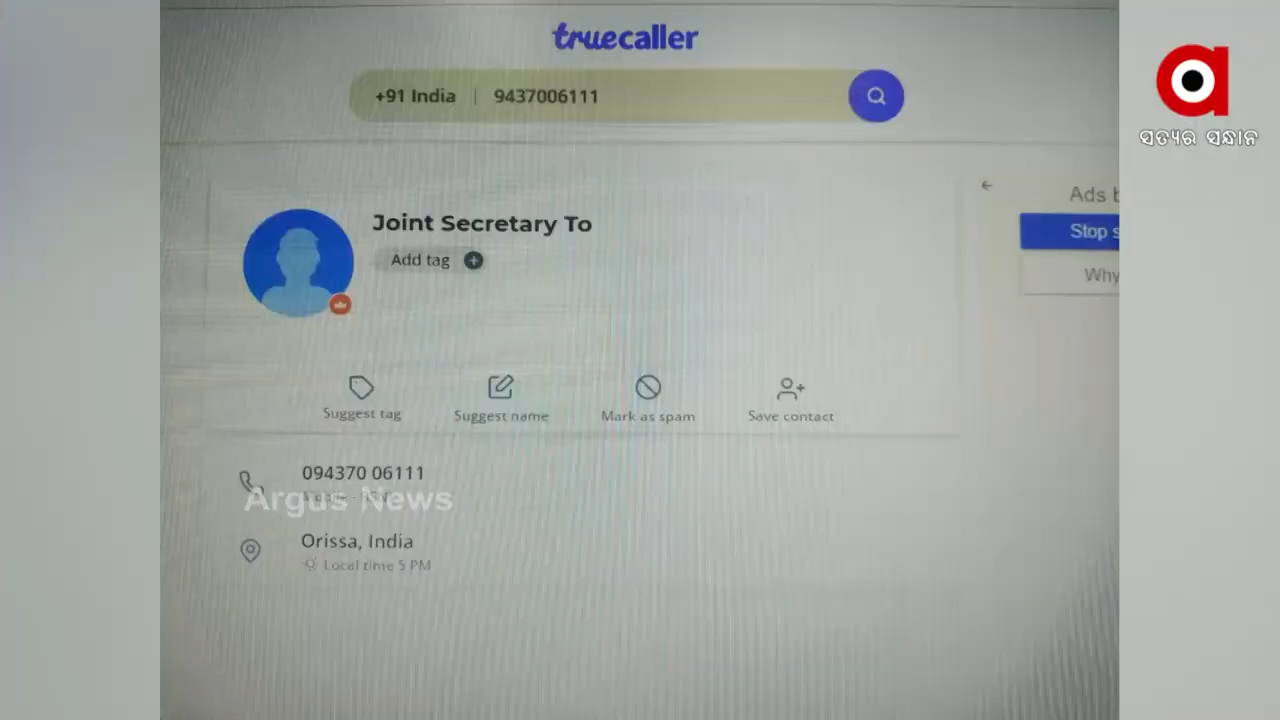 truecaller
+91 India | 9437006111
ସତ୍ୟର ସନ୍ଧାନ
Joint Secretary To
Add tag
Ads b
Stop s
Why
Suggest tag
Suggest name
Mark as spam
Save contact
094370 06111
Argus News
Orissa, India
Local time 5 PM